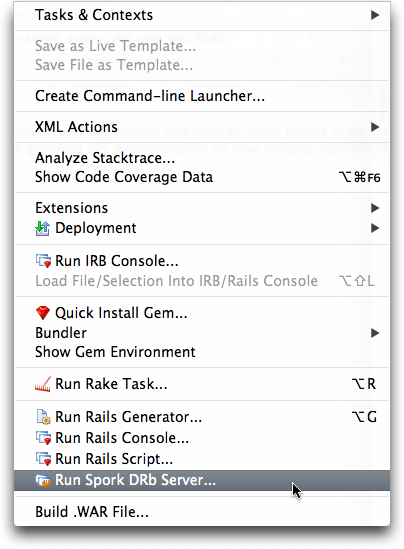 Tasks & Contexts
Save as Live Template...
Save File as Template...
Create Command-line Launcher...
XML Actions
Analyze Stacktrace...
Show Code Coverage Data ⌥⌘F6
Extensions
Deployment
Run IRB Console...
Load File/Selection Into IRB/Rails Console ⌥⇧L
Quick Install Gem...
Bundler
Show Gem Environment
Run Rake Task... ⌥R
Run Rails Generator... ⌥G
Run Rails Console...
Run Rails Script...
Run Spork DRb Server...
Build .WAR File...